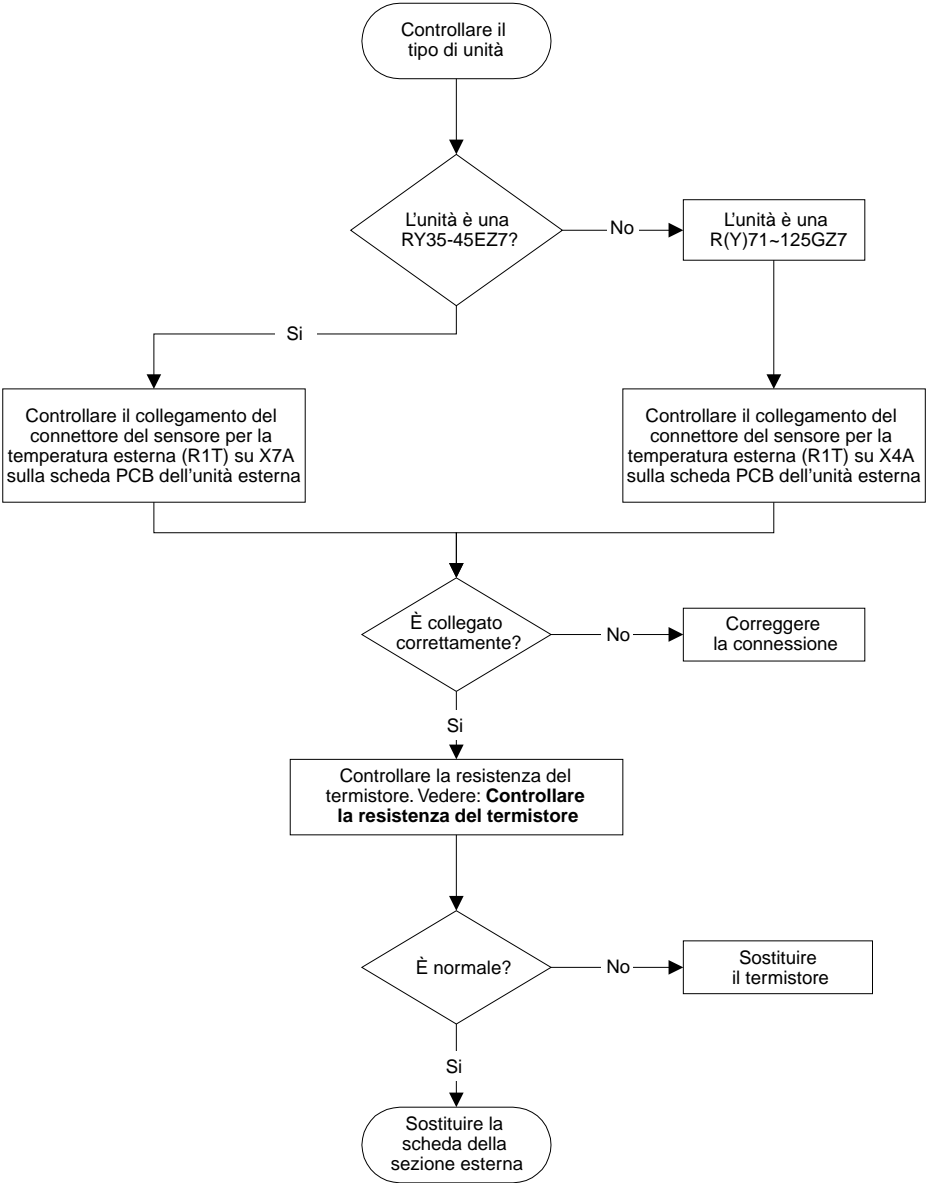 Controllare il
tipo di unità
L'unità è una
RY35-45EZ7?
No
L'unità è una
R(Y)71~125GZ7
Si
Controllare il collegamento del
connettore del sensore per la
temperatura esterna (R1T) su X7A
sulla scheda PCB dell'unità esterna
Controllare il collegamento del
connettore del sensore per la
temperatura esterna (R1T) su X4A
sulla scheda PCB dell'unità esterna
È collegato
correttamente?
No
Correggere
la connessione
Si
Controllare la resistenza del
termistore. Vedere: Controllare
la resistenza del termistore
È normale?
No
Sostituire
il termistore
Si
Sostituire la
scheda della
sezione esterna